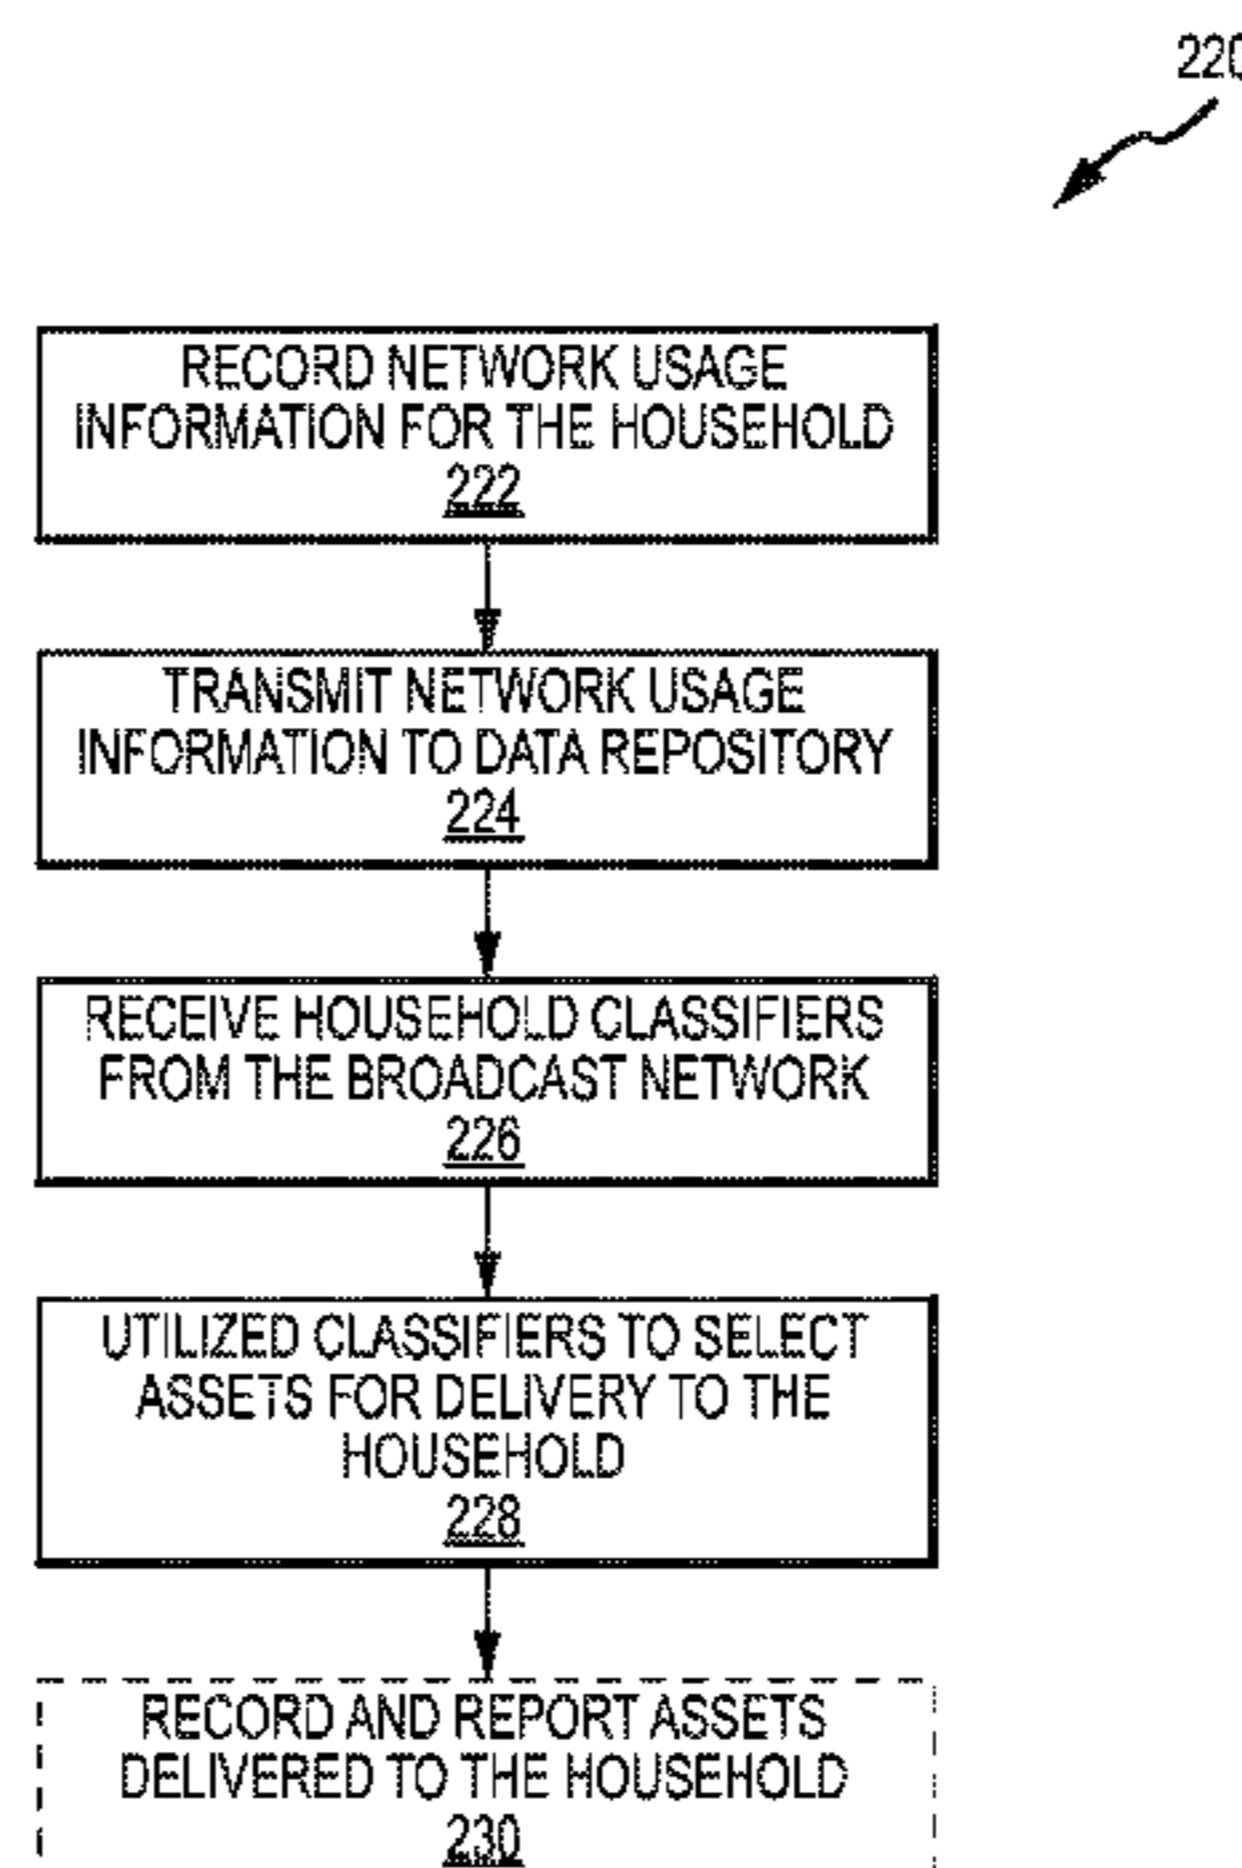 220
RECORD NETWORK USAGE
INFORMATION FOR THE HOUSEHOLD
222
TRANSMIT NETWORK USAGE
INFORMATION TO DATA REPOSITORY
224
RECEIVE HOUSEHOLD CLASSIFIERS
FROM THE BROADCAST NETWORK
226
UTILIZED CLASSIFIERS TO SELECT
ASSETS FOR DELIVERY TO THE
HOUSEHOLD
228
RECORD AND REPORT ASSETS
DELIVERED TO THE HOUSEHOLD
230